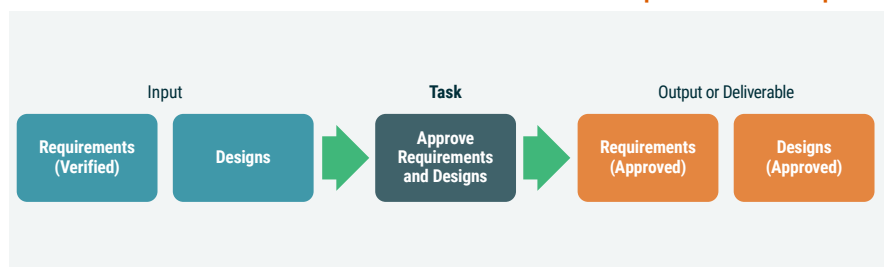 Input
Task
Output or Deliverable
Requirements
(Verified)
Designs
Approve
Requirements
and Designs
Requirements
(Approved)
Designs
(Approved)